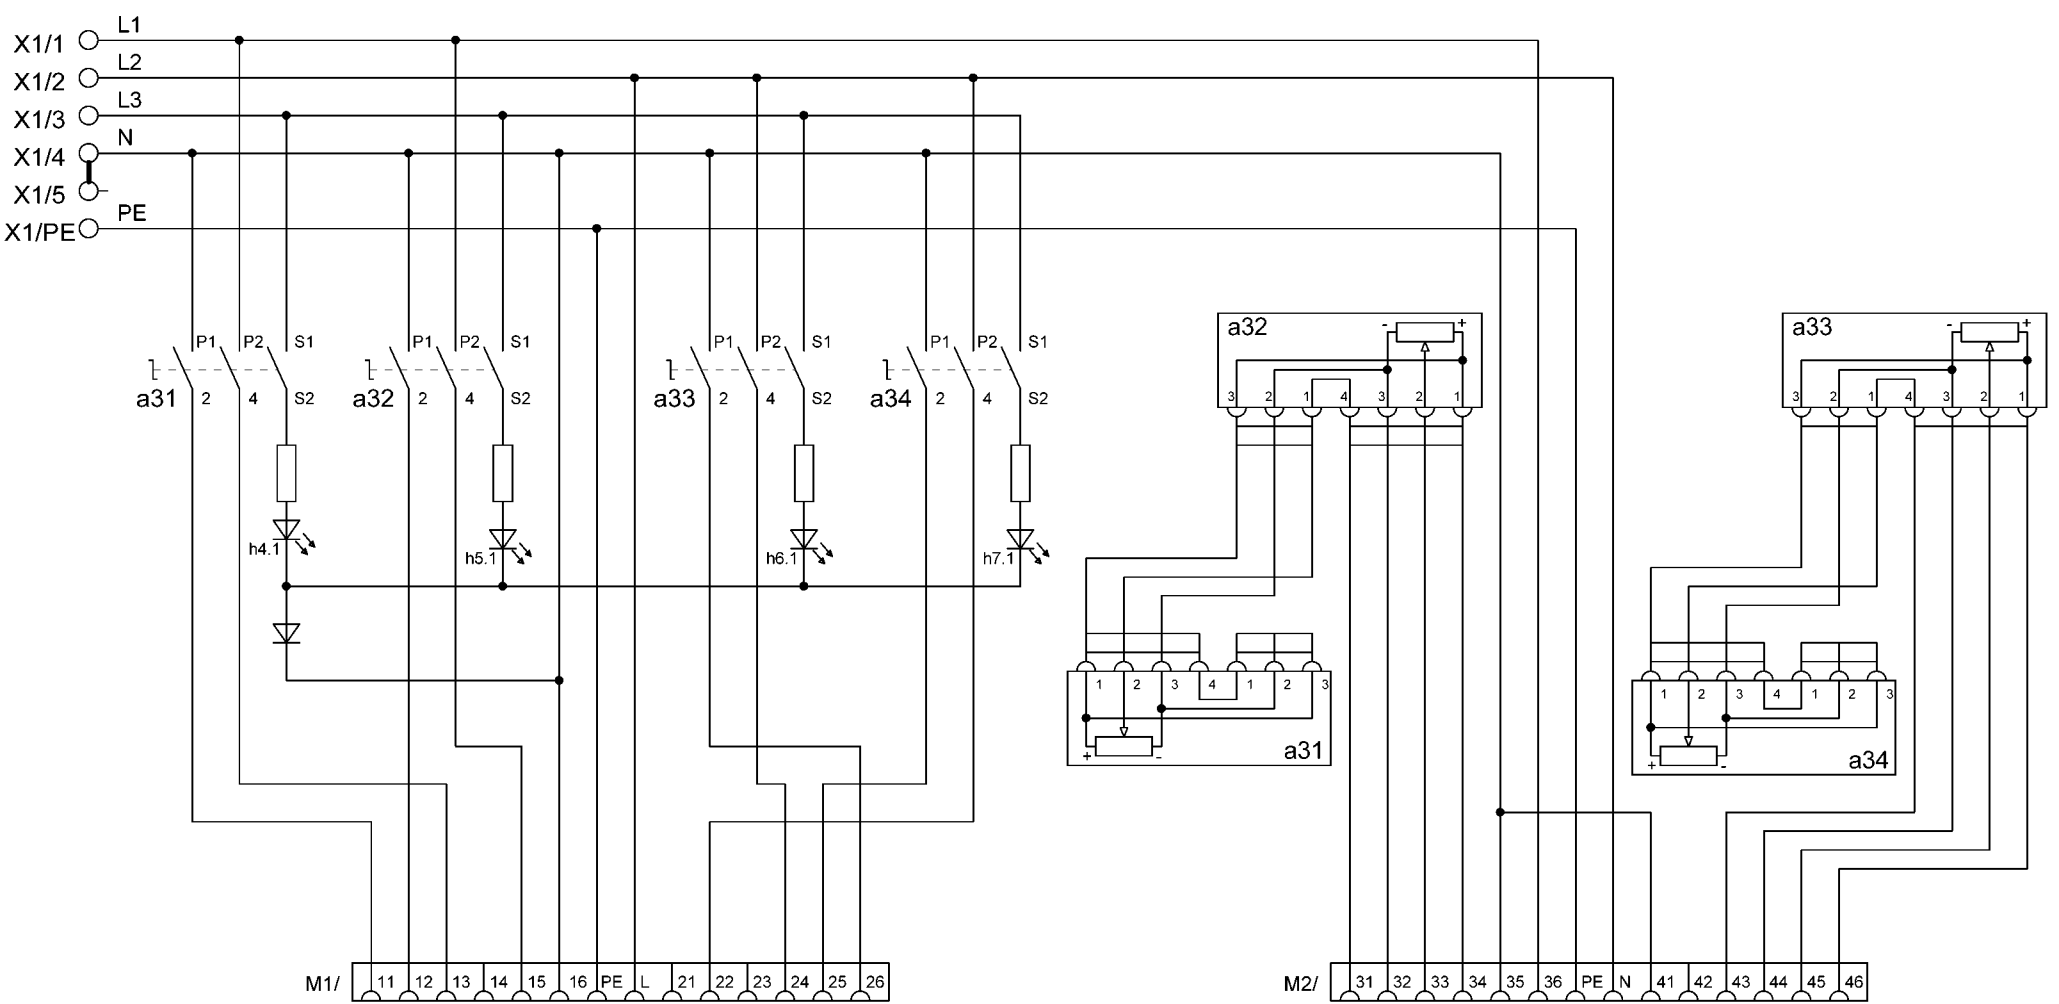 X1/1 L1
X1/2 L2
X1/3 L3
X1/4 N
X1/5
X1/PE PE
a32 - +
a33 - +
P1 P2 S1 P1 P2 S1 P1 P2 S1 P1 P2 S1
a31 2 4 S2 a32 2 4 S2 a33 2 4 S2 a34 2 4 S2
3 2 1 4 3 2 1
3 2 1 4 3 2 1
h4.1 h5.1 h6.1 h7.1
1 2 3 4 1 2 3
+ - a31
1 2 3 4 1 2 3
+ - a34
M1/ 11 12 13 14 15 16 PE L 21 22 23 24 25 26
M2/ 31 32 33 34 35 36 PE N 41 42 43 44 45 46